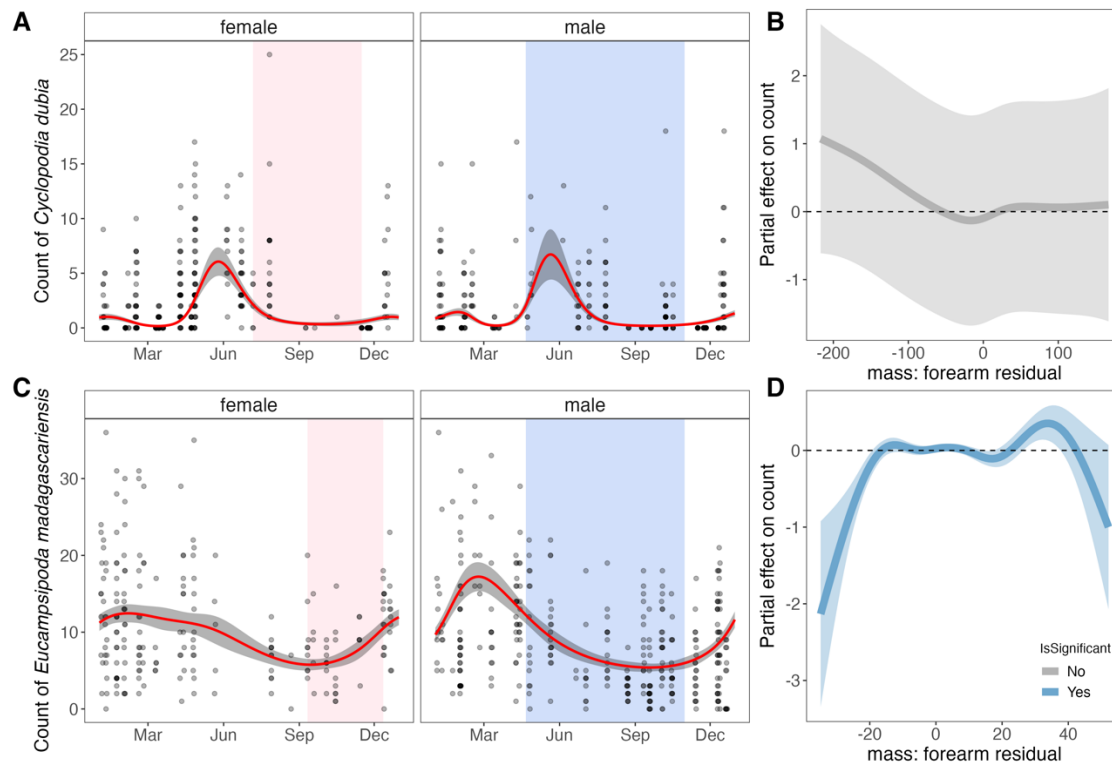 A
female
male
B
Count of Cyclopodia dubia
25
20
15
10
5
0
Mar
Jun
Sep
Dec
Mar
Jun
Sep
Dec
Partial effect on count
2
1
0
-1
-200
-100
0
100
mass: forearm residual
C
female
male
D
Count of Eucampsipoda madagascariensis
30
20
10
0
Mar
Jun
Sep
Dec
Mar
Jun
Sep
Dec
Partial effect on count
0
-1
-2
-3
IsSignificant
No
Yes
-20
0
20
40
mass: forearm residual